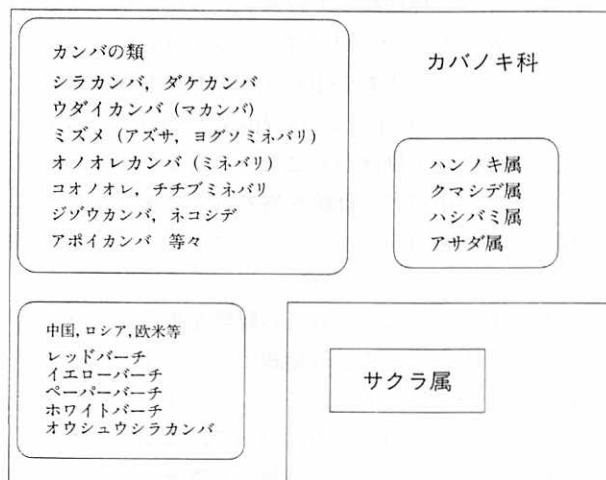 カンバの類
シラカンバ，ダケカンバ
ウダイカンバ（マカンバ）
ミズメ（アズサ，ヨグソミネバリ）
オノオレカンバ（ミネバリ）
コオノオレ，チチブミネバリ
ジゾウカンバ，ネコシデ
アポイカンバ　等々
カバノキ科
ハンノキ属
クマシデ属
ハシバミ属
アサダ属
中国，ロシア，欧米等
レッドバーチ
イエローバーチ
ペーパーバーチ
ホワイトバーチ
オウシュウシラカンバ
サクラ属